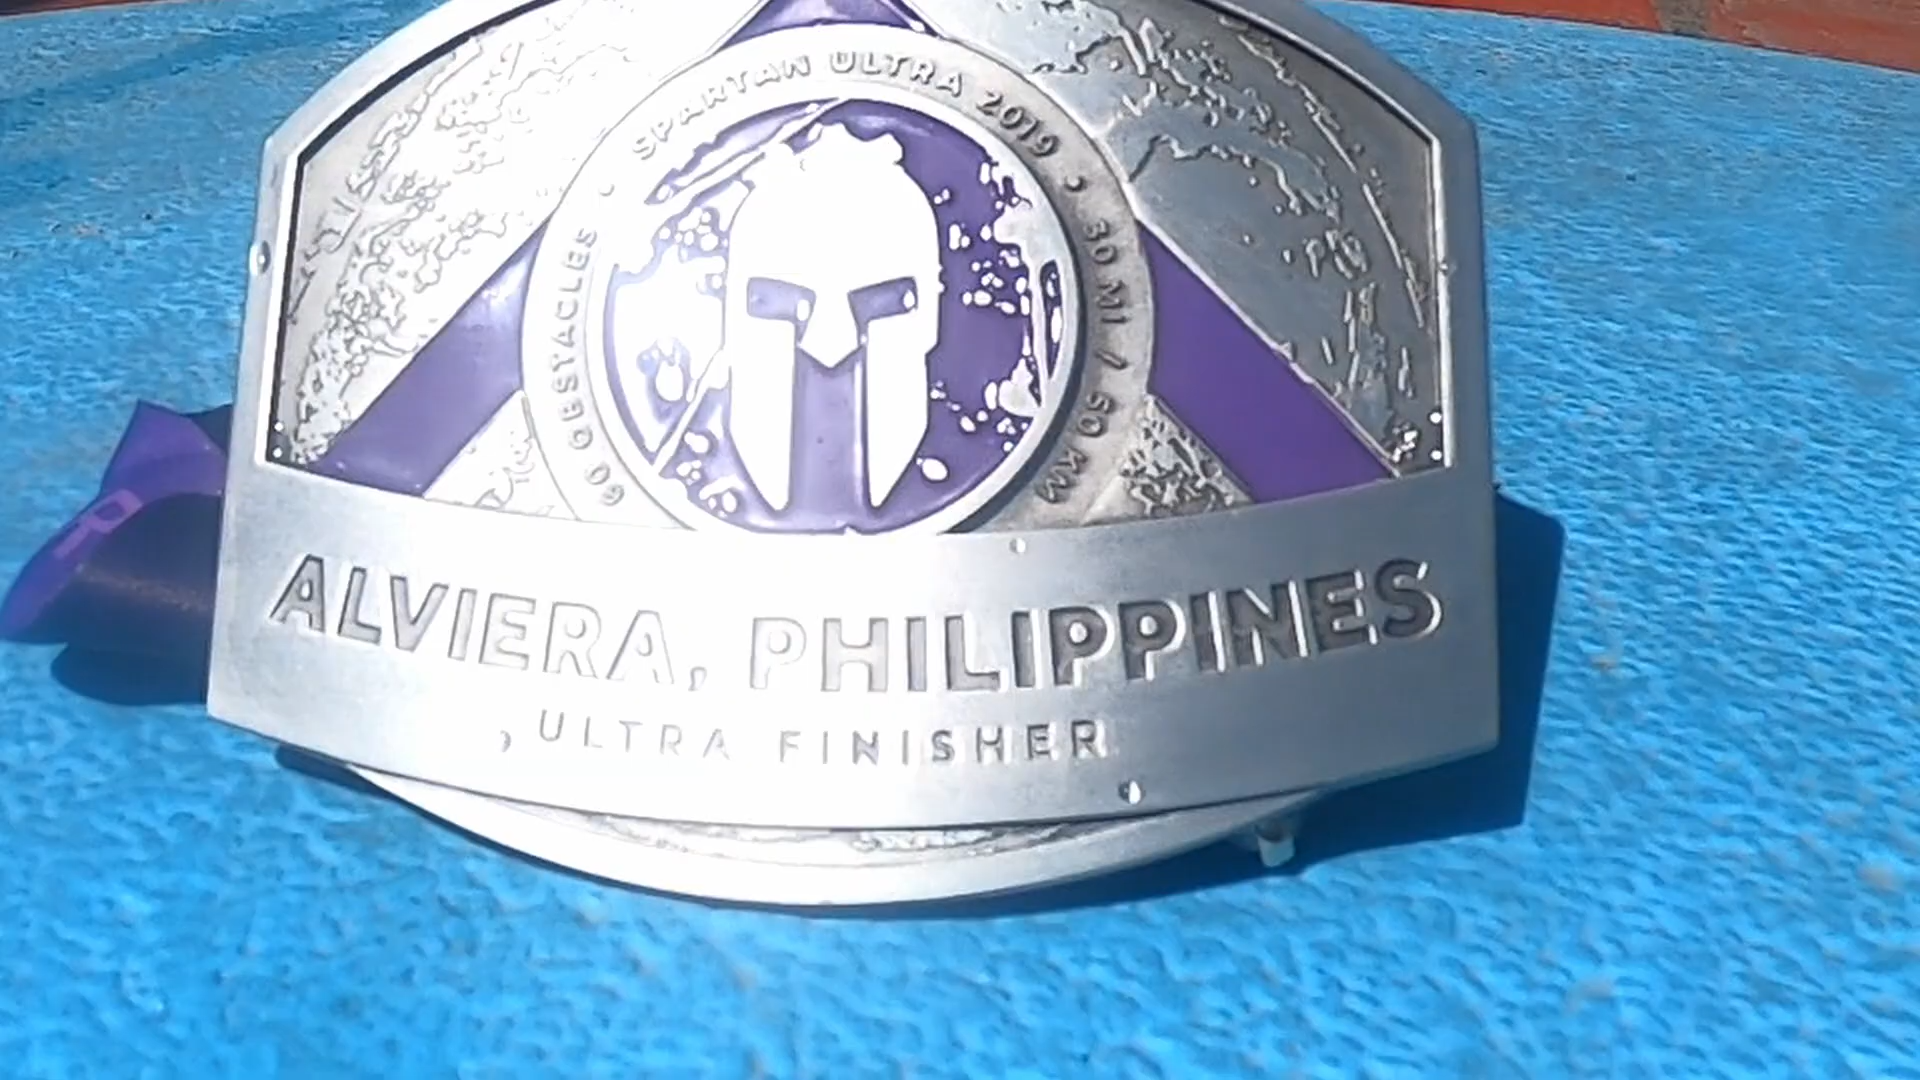 SPARTAN ULTRA 2019 • 30 MI / 50 KM
60 OBSTACLES •
ALVIERA, PHILIPPINES
ULTRA FINISHER